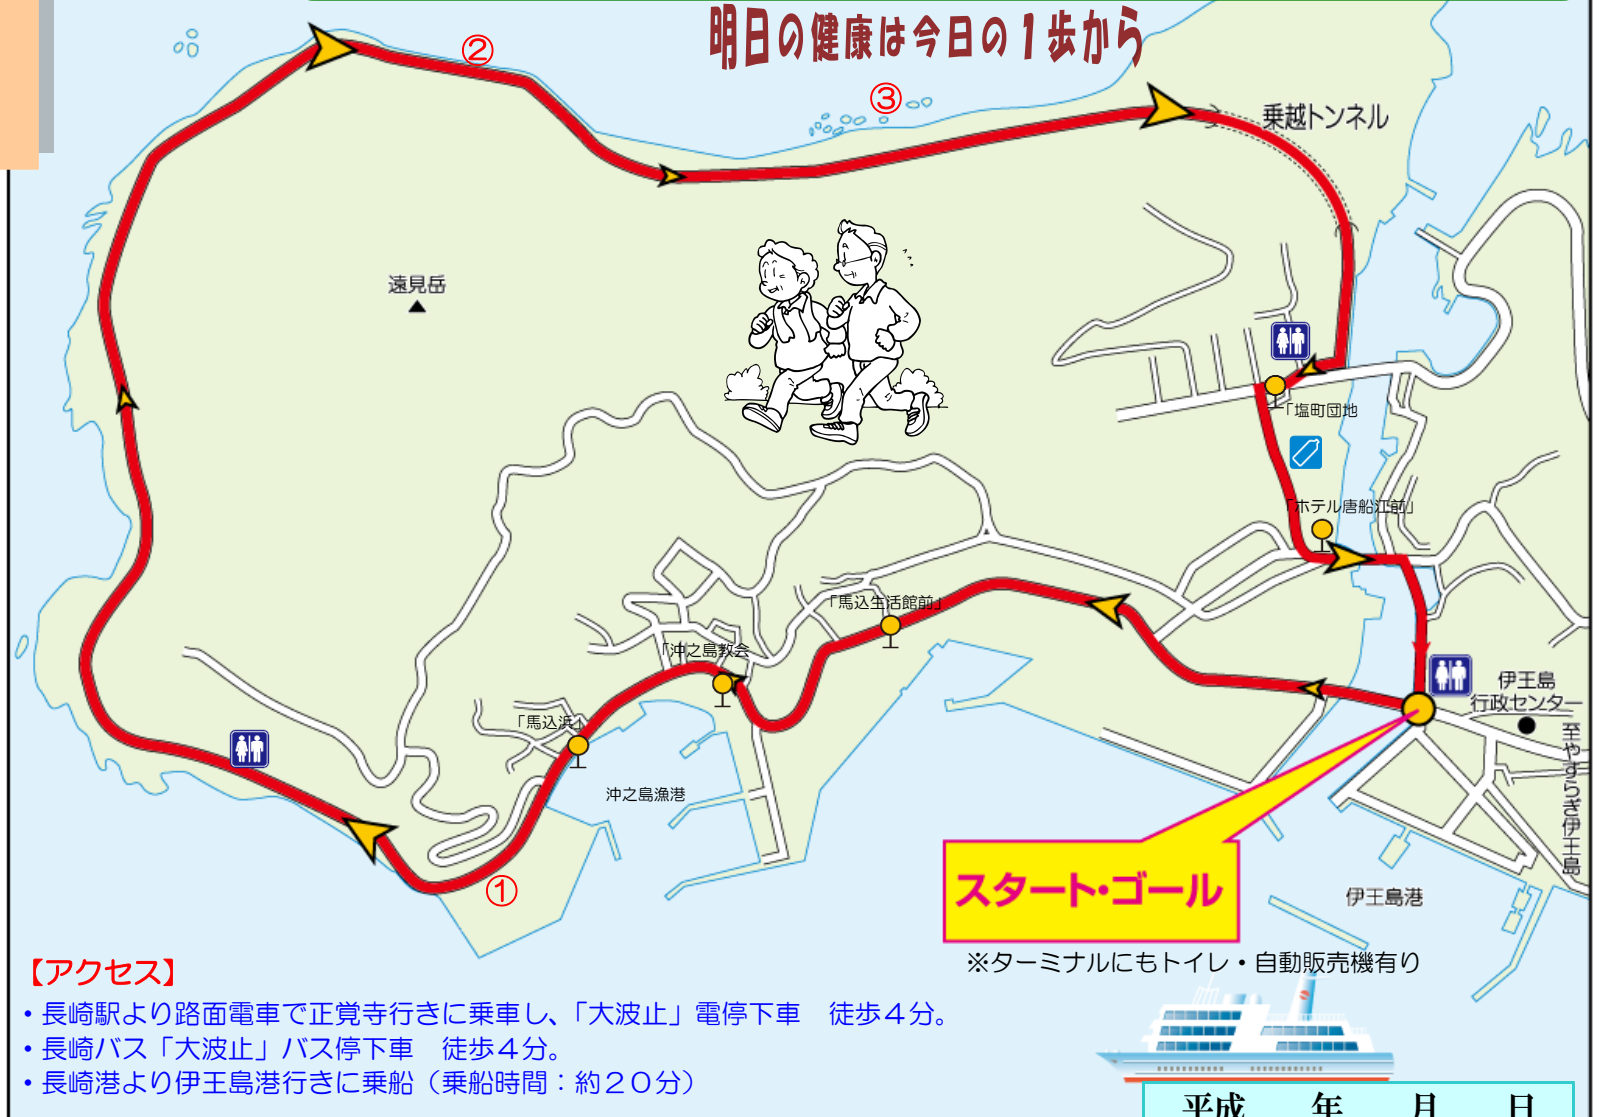 明日の健康は今日の１歩から
②
③
乗越トンネル
遠見岳
「塩町団地
「ホテル唐船江前」
「馬込生活館前」
「沖之島教会
伊王島
行政センター
「馬込浜」
至やすらぎ伊王島
沖之島漁港
①
スタート・ゴール
伊王島港
※ターミナルにもトイレ・自動販売機有り
【アクセス】
・長崎駅より路面電車で正覚寺行きに乗車し、「大波止」電停下車　徒歩４分。
・長崎バス「大波止」バス停下車　徒歩４分。
・長崎港より伊王島港行きに乗船（乗船時間：約２０分）
平成　　年　　月　　日